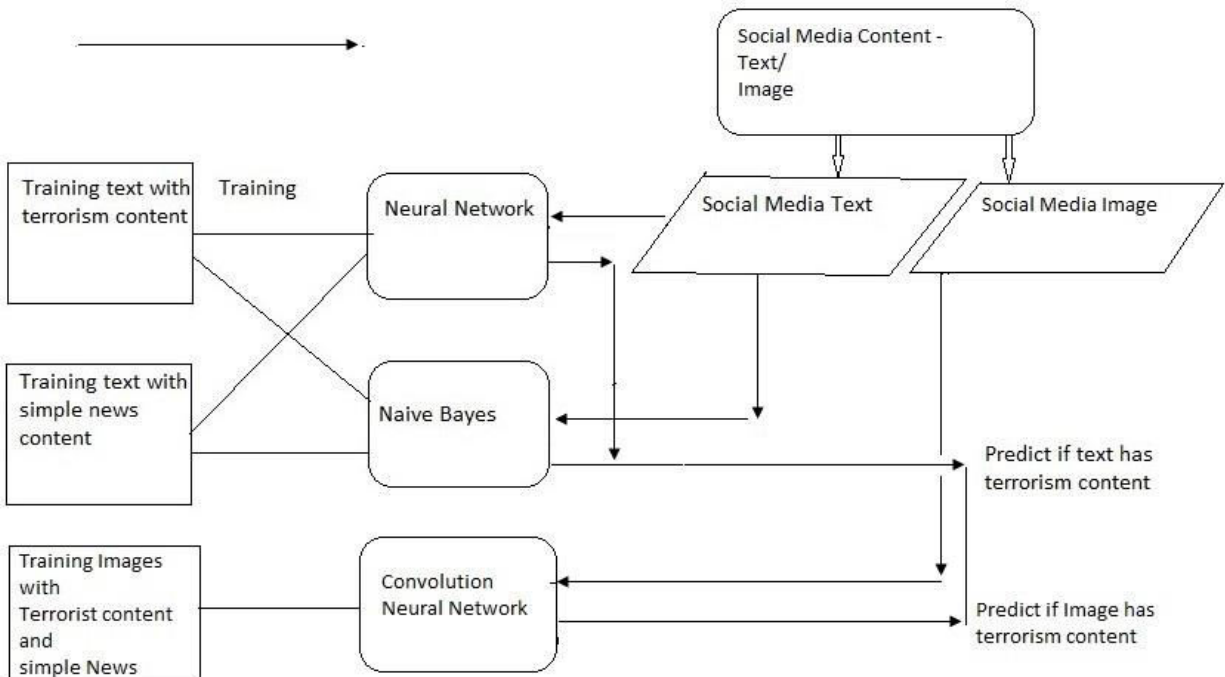 Social Media Content -
Text/
Image
Training text with
terrorism content
Training
Neural Network
Social Media Text
Social Media Image
Training text with
simple news
content
Naive Bayes
Predict if text has
terrorism content
Training Images
with
Terrorist content
and
simple News
Convolution
Neural Network
Predict if Image has
terrorism content